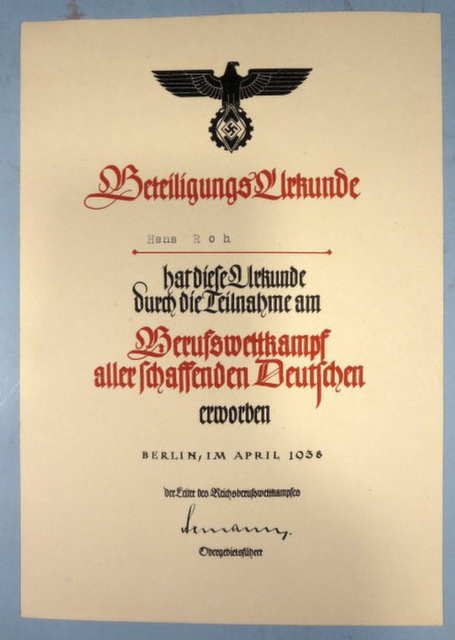 Beteiligungs Urkunde
Hans Roh
hat diese Urkunde
durch die Teilnahme am
Berufswettkampf
aller schaffenden Deutschen
erworben
BERLIN, IM APRIL 1938
der Leiter des Reichsberufswettkampfes
Obergebietsführer